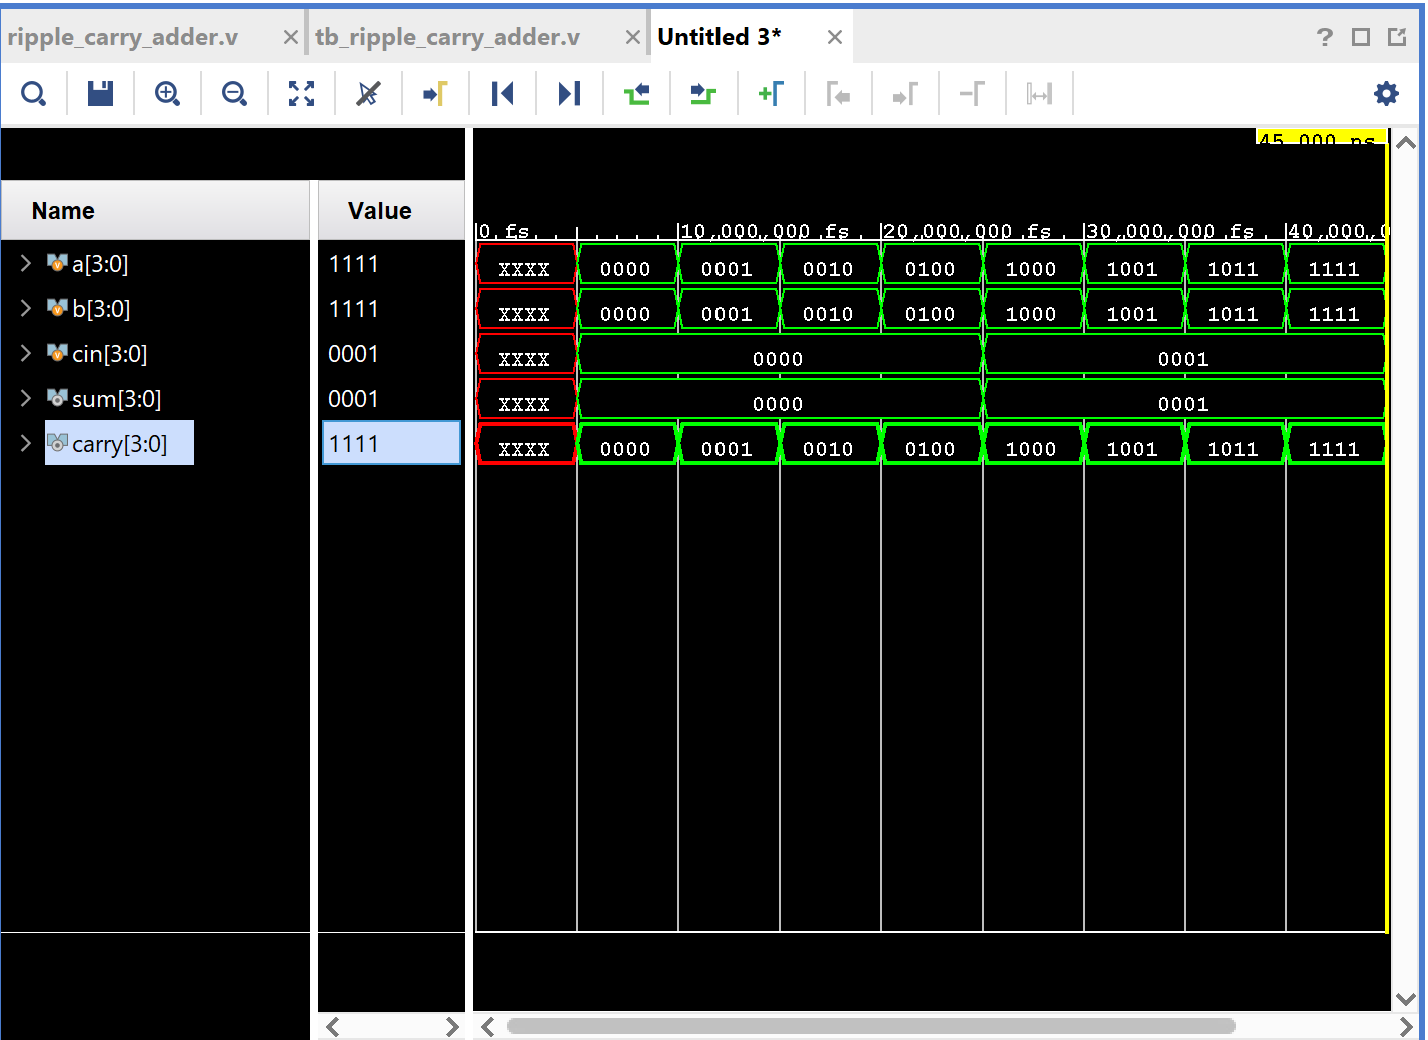 ripple_carry_adder.v tb_ripple_carry_adder.v Untitled 3*
45.000 ns
Name Value
0 fs 10,000,000 fs 20,000,000 fs 30,000,000 fs 40,000,0
a[3:0] 1111 XXXX 0000 0001 0010 0100 1000 1001 1011 1111
b[3:0] 1111 XXXX 0000 0001 0010 0100 1000 1001 1011 1111
cin[3:0] 0001 XXXX 0000 0001
sum[3:0] 0001 XXXX 0000 0001
carry[3:0] 1111 XXXX 0000 0001 0010 0100 1000 1001 1011 1111